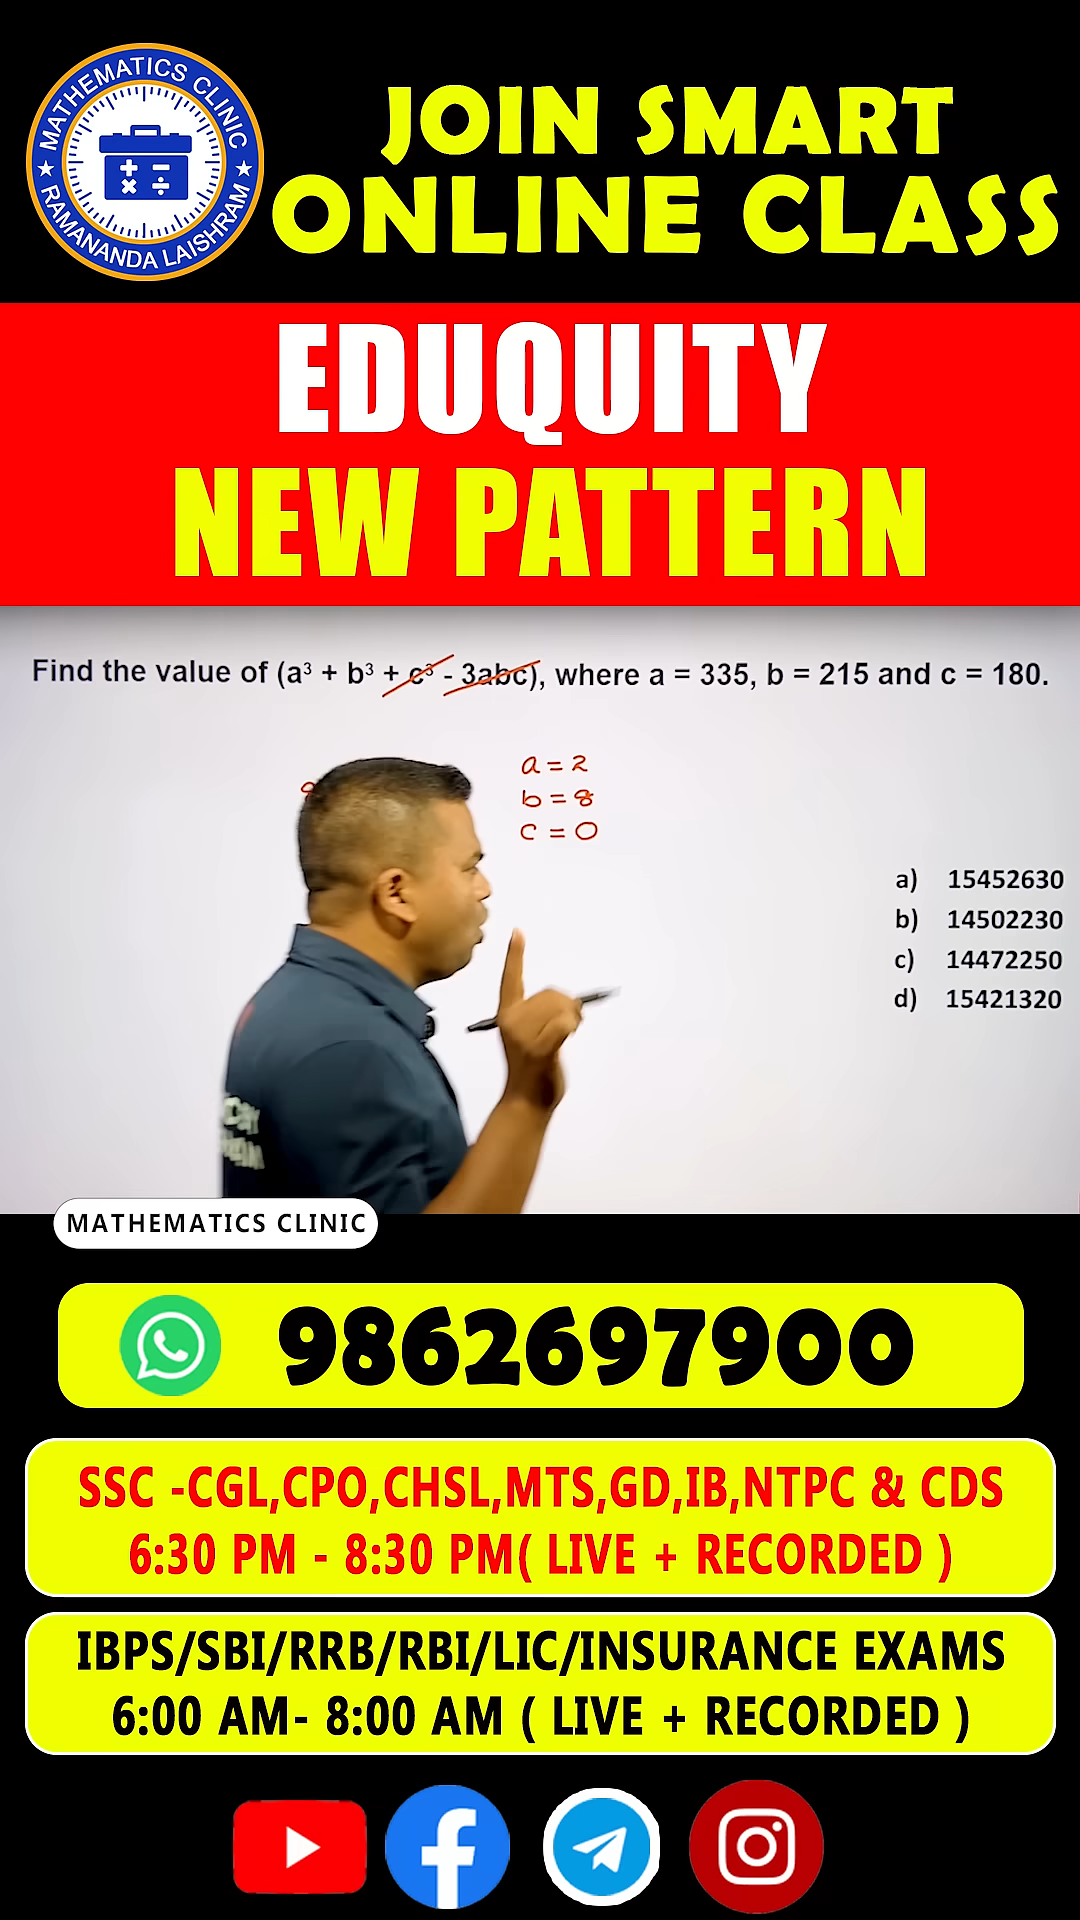 MATHEMATICS CLINIC
RAMANANDA LAISHRAM
JOIN SMART
ONLINE CLASS
EDUQUITY
NEW PATTERN
Find the value of (a³ + b³ + c³ - 3abc), where a = 335, b = 215 and c = 180.
a = 2
b = 8
c = 0
a) 15452630
b) 14502230
c) 14472250
d) 15421320
MATHEMATICS CLINIC
9862697900
SSC -CGL,CPO,CHSL,MTS,GD,IB,NTPC & CDS
6:30 PM - 8:30 PM( LIVE + RECORDED )
IBPS/SBI/RRB/RBI/LIC/INSURANCE EXAMS
6:00 AM- 8:00 AM ( LIVE + RECORDED )